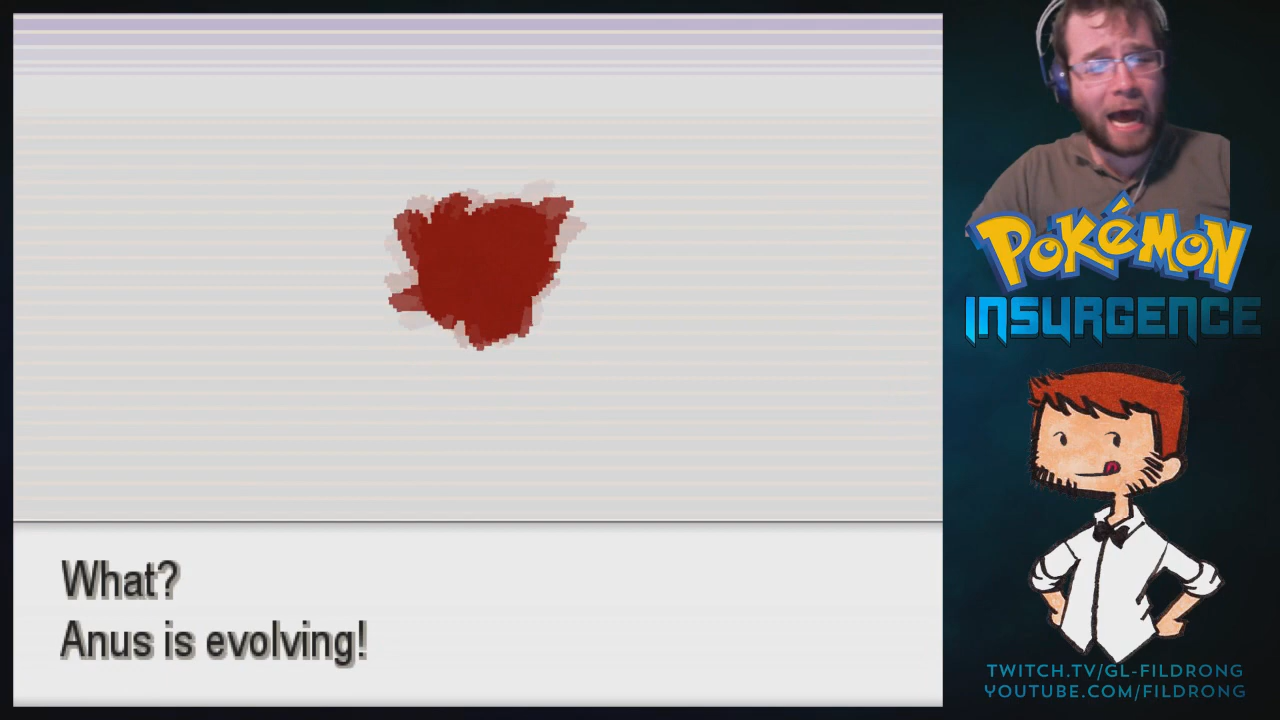 What?
Anus is evolving!
POKéMON
INSURGENCE
TWITCH.TV/GL-FILDRONG
YOUTUBE.COM/FILDRONG